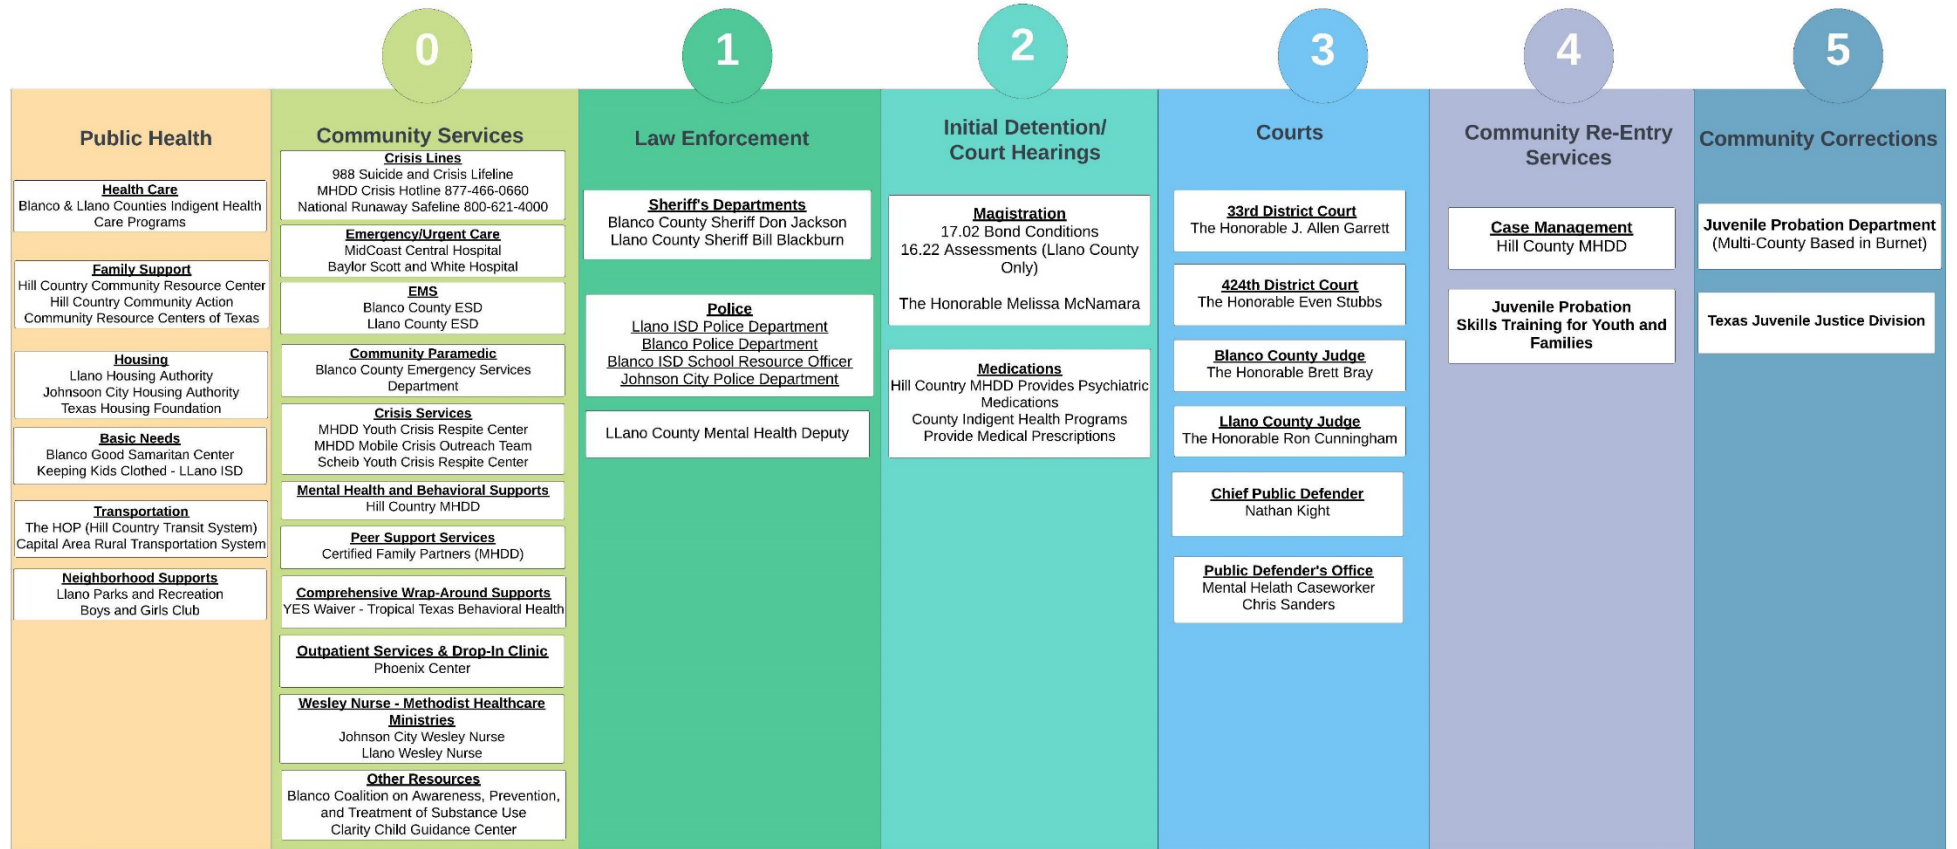 0
1
2
3
4
5
Public Health
Health Care
Blanco & Llano Counties Indigent Health
Care Programs
Family Support
Hill Country Community Resource Center
Hill Country Community Action
Community Resource Centers of Texas
Housing
Llano Housing Authority
Johnsoon City Housing Authority
Texas Housing Foundation
Basic Needs
Blanco Good Samaritan Center
Keeping Kids Clothed - LLano ISD
Transportation
The HOP (Hill Country Transit System)
Capital Area Rural Transportation System
Neighborhood Supports
Llano Parks and Recreation
Boys and Girls Club
Community Services
Crisis Lines
988 Suicide and Crisis Lifeline
MHDD Crisis Hotline 877-466-0660
National Runaway Safeline 800-621-4000
Emergency/Urgent Care
MidCoast Central Hospital
Baylor Scott and White Hospital
EMS
Blanco County ESD
Llano County ESD
Community Paramedic
Blanco County Emergency Services
Department
Crisis Services
MHDD Youth Crisis Respite Center
MHDD Mobile Crisis Outreach Team
Scheib Youth Crisis Respite Center
Mental Health and Behavioral Supports
Hill Country MHDD
Peer Support Services
Certified Family Partners (MHDD)
Comprehensive Wrap-Around Supports
YES Waiver - Tropical Texas Behavioral Health
Outpatient Services & Drop-In Clinic
Phoenix Center
Wesley Nurse - Methodist Healthcare
Ministries
Johnson City Wesley Nurse
Llano Wesley Nurse
Other Resources
Blanco Coalition on Awareness, Prevention,
and Treatment of Substance Use
Clarity Child Guidance Center
Law Enforcement
Sheriff's Departments
Blanco County Sheriff Don Jackson
Llano County Sheriff Bill Blackburn
Police
Llano ISD Police Department
Blanco Police Department
Blanco ISD School Resource Officer
Johnson City Police Department
LLano County Mental Health Deputy
Initial Detention/
Court Hearings
Magistration
17.02 Bond Conditions
16.22 Assessments (Llano County
Only)
The Honorable Melissa McNamara
Medications
Hill Country MHDD Provides Psychiatric
Medications
County Indigent Health Programs
Provide Medical Prescriptions
Courts
33rd District Court
The Honorable J. Allen Garrett
424th District Court
The Honorable Even Stubbs
Blanco County Judge
The Honorable Brett Bray
Llano County Judge
The Honorable Ron Cunningham
Chief Public Defender
Nathan Kight
Public Defender's Office
Mental Helath Caseworker
Chris Sanders
Community Re-Entry
Services
Case Management
Hill County MHDD
Juvenile Probation
Skills Training for Youth and
Families
Community Corrections
Juvenile Probation Department
(Multi-County Based in Burnet)
Texas Juvenile Justice Division